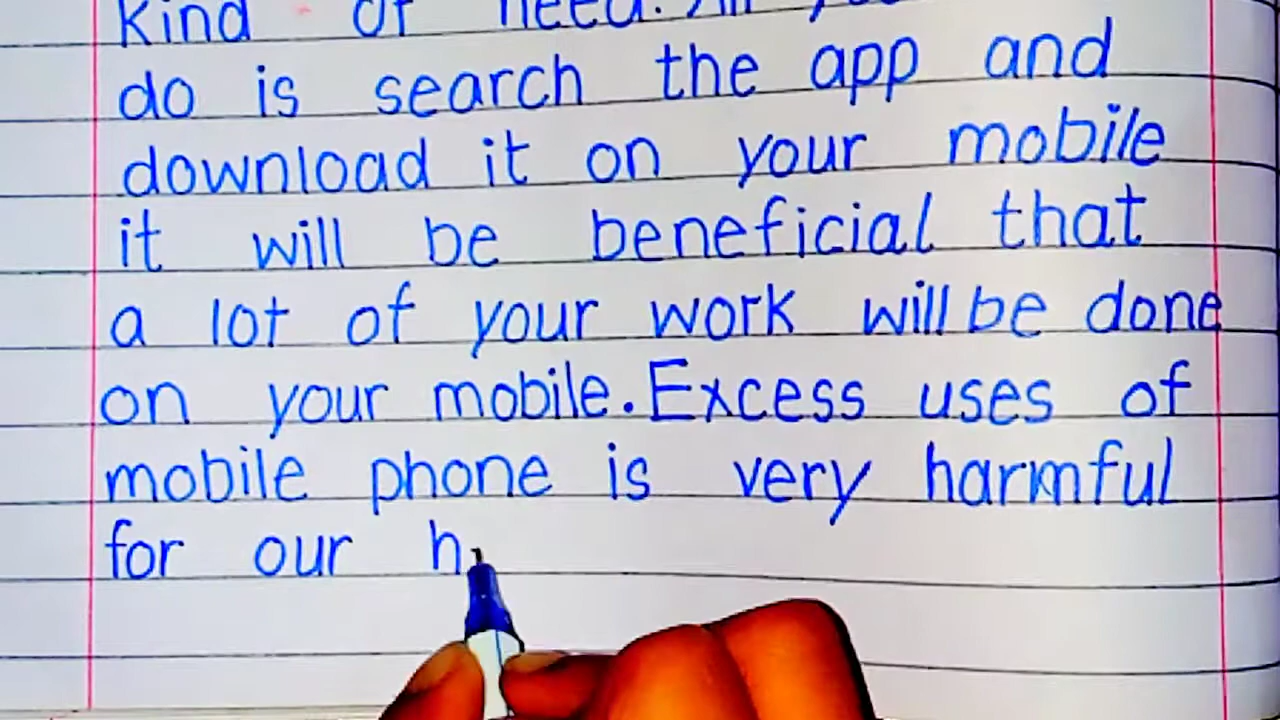 kind of need. All
do is search the app and
download it on your mobile
it will be beneficial that
a lot of your work will be done
on your mobile. Excess uses of
mobile phone is very harmful
for our h